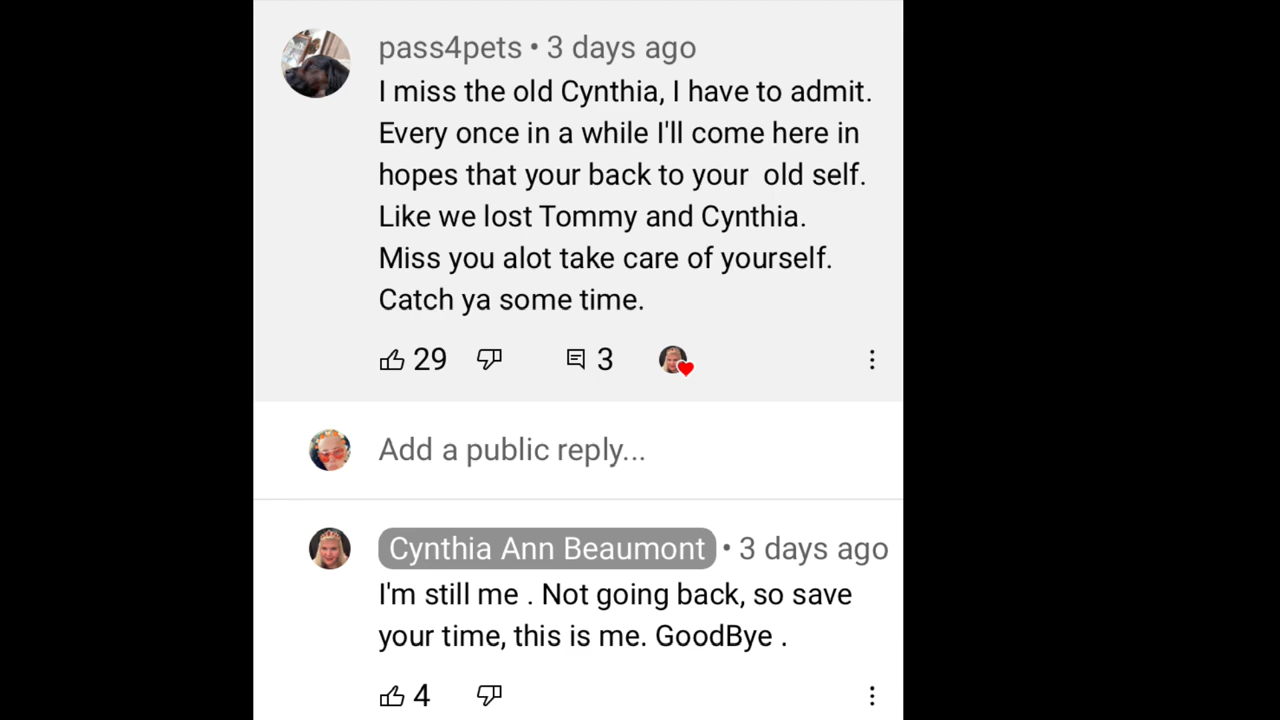 pass4pets • 3 days ago
I miss the old Cynthia, I have to admit.
Every once in a while I'll come here in
hopes that your back to your  old self.
Like we lost Tommy and Cynthia.
Miss you alot take care of yourself.
Catch ya some time.
29 3
Add a public reply...
Cynthia Ann Beaumont • 3 days ago
I'm still me . Not going back, so save
your time, this is me. GoodBye .
4